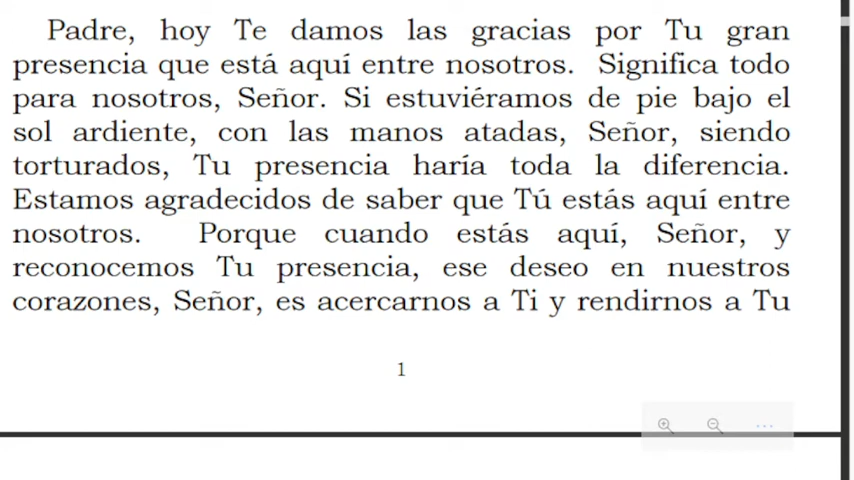 Padre, hoy Te damos las gracias por Tu gran
presencia que está aquí entre nosotros. Significa todo
para nosotros, Señor. Si estuviéramos de pie bajo el
sol ardiente, con las manos atadas, Señor, siendo
torturados, Tu presencia haría toda la diferencia.
Estamos agradecidos de saber que Tú estás aquí entre
nosotros. Porque cuando estás aquí, Señor, y
reconocemos Tu presencia, ese deseo en nuestros
corazones, Señor, es acercarnos a Ti y rendirnos a Tu
1